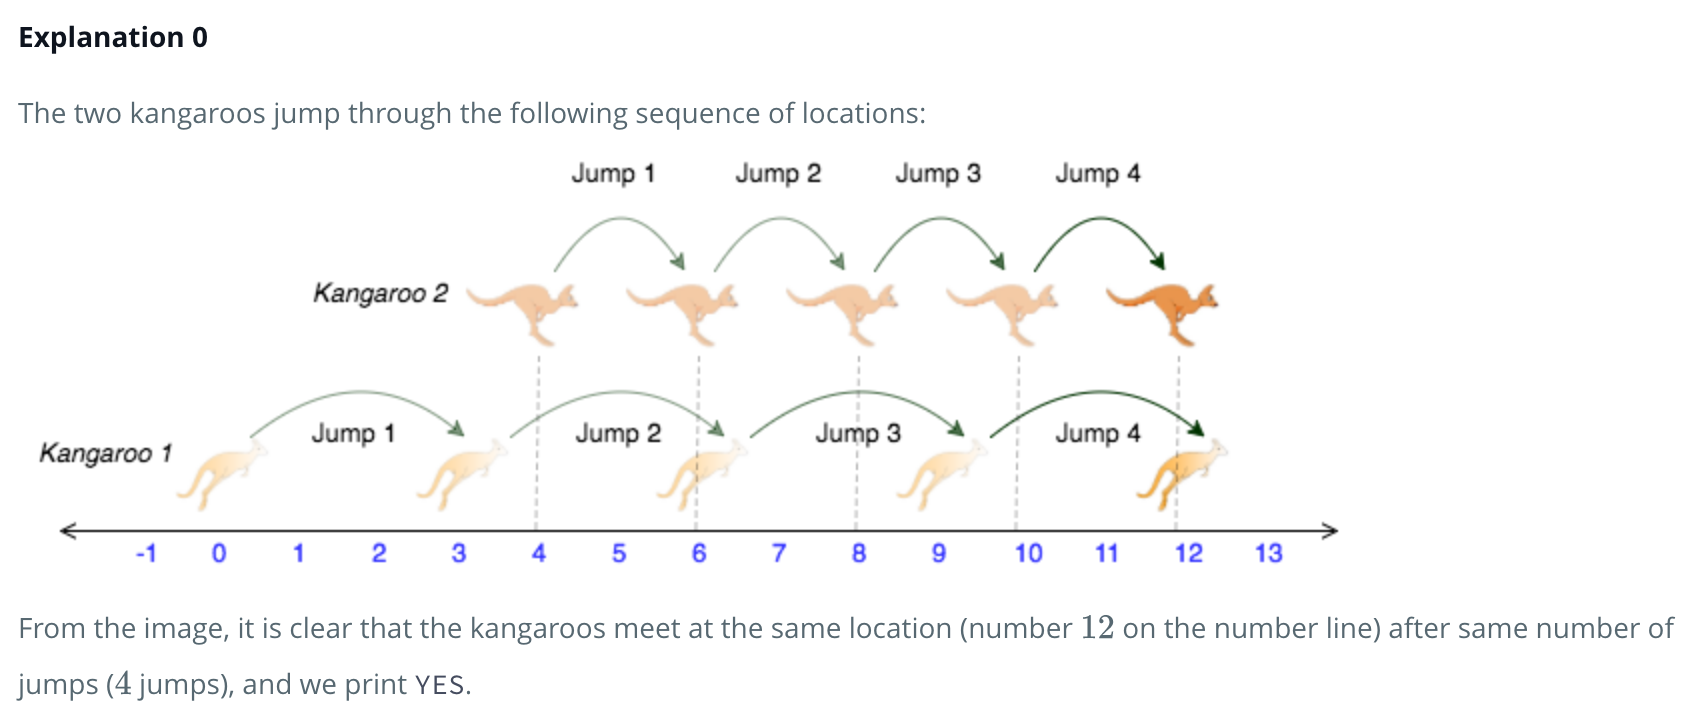 Explanation 0
The two kangaroos jump through the following sequence of locations:
Jump 1 Jump 2 Jump 3 Jump 4
Kangaroo 2
Jump 1 Jump 2 Jump 3 Jump 4
Kangaroo 1
-1 0 1 2 3 4 5 6 7 8 9 10 11 12 13
From the image, it is clear that the kangaroos meet at the same location (number 12 on the number line) after same number of
jumps (4 jumps), and we print YES.